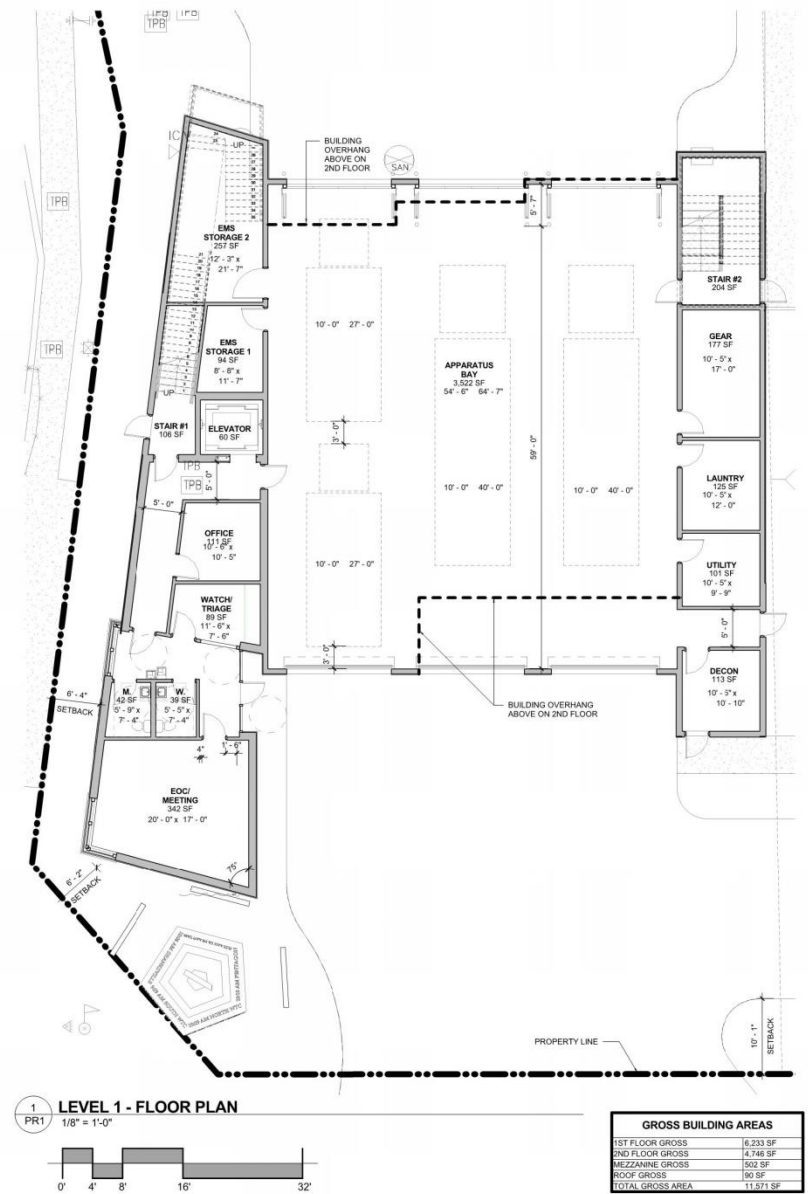 TPB
TPB
TPB
IC V
UP
BUILDING
OVERHANG
ABOVE ON
2ND FLOOR
SAN
5' - 7"
TPB
EMS
STORAGE 2
257 SF
12' - 3" x
21' - 7"
STAIR #2
204 SF
10' - 0" 27' - 0"
GEAR
177 SF
10' - 5" x
17' - 0"
TPB
EMS
STORAGE 1
94 SF
8' - 8" x
11' - 7"
APPARATUS
BAY
3,522 SF
54' - 6" 64' - 7"
UP
STAIR #1
106 SF
ELEVATOR
60 SF
3' - 0"
59' - 0"
TPB
TPB
5' - 0"
LAUNTRY
125 SF
10' - 5" x
12' - 0"
10' - 0" 40' - 0"
10' - 0" 40' - 0"
5' - 0"
OFFICE
111 SF
10' - 6" x
10' - 5"
10' - 0" 27' - 0"
UTILITY
101 SF
10' - 5" x
9' - 9"
WATCH/
TRIAGE
89 SF
11' - 6" x
7' - 6"
5' - 0"
3' - 0"
DECON
113 SF
10' - 5" x
10' - 10"
6' - 4"
SETBACK
M.
42 SF
5' - 9" x
7' - 4"
W.
39 SF
5' - 5" x
7' - 4"
BUILDING OVERHANG
ABOVE ON 2ND FLOOR
4"
1' - 6"
EOC/
MEETING
342 SF
20' - 0" x 17' - 0"
75°
6' - 2"
SETBACK
10' - 1"
SETBACK
PROPERTY LINE
1
PR1
LEVEL 1 - FLOOR PLAN
1/8" = 1'-0"
0' 4' 8' 16' 32'
GROSS BUILDING AREAS
1ST FLOOR GROSS 6,233 SF
2ND FLOOR GROSS 4,746 SF
MEZZANINE GROSS 502 SF
ROOF GROSS 90 SF
TOTAL GROSS AREA 11,571 SF